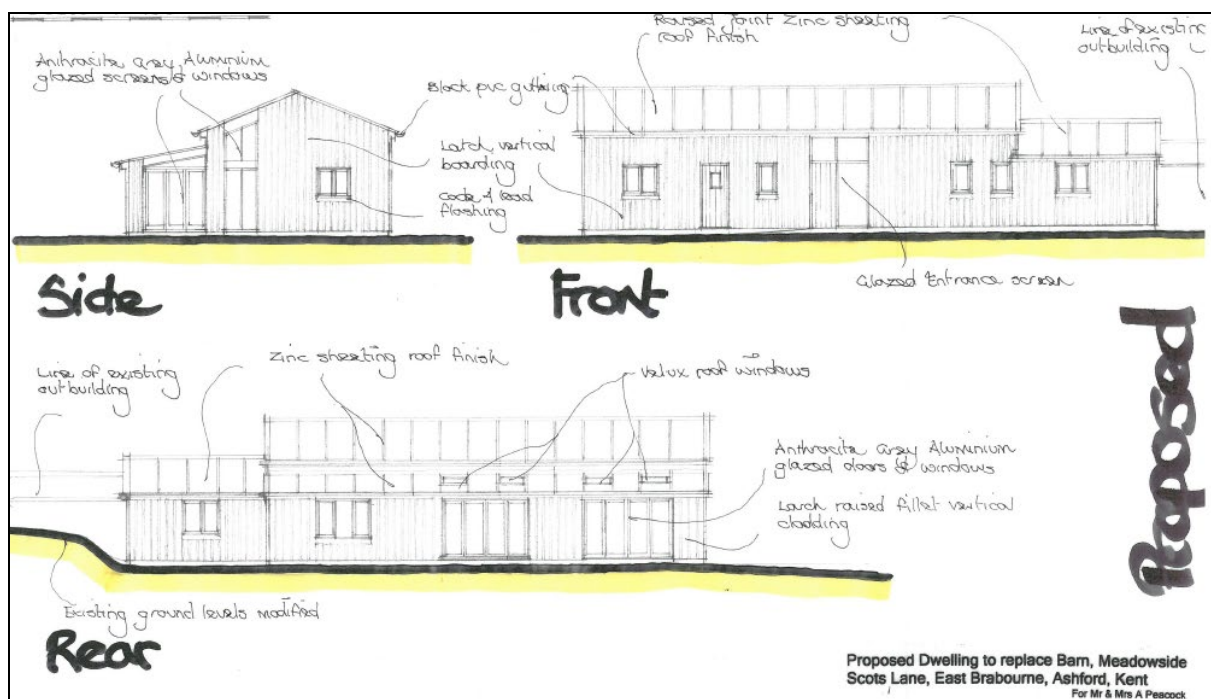 Anthracite Grey Aluminium
glazed screens & windows
Black pvc guttering
Larch vertical
boarding
Code 4 lead
flashing
Side
Raised joint Zinc sheeting
roof finish
Line of existing
outbuilding
Glazed Entrance screen
Front
Proposed
Line of existing
outbuilding
Zinc sheeting roof finish
Velux roof windows
Anthracite Grey Aluminium
glazed doors & windows
Larch raised fillet vertical
cladding
Existing ground levels modified
Rear
Proposed Dwelling to replace Barn, Meadowside
Scots Lane, East Brabourne, Ashford, Kent
For Mr & Mrs A Peacock